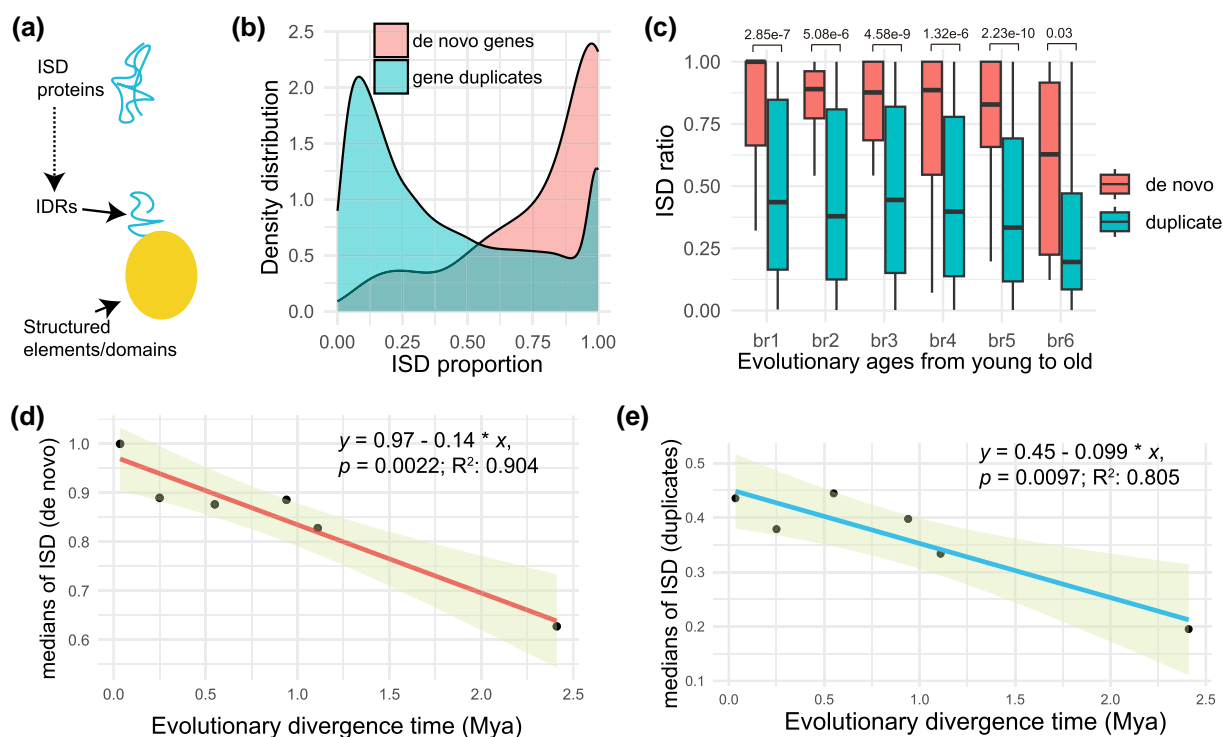 (a)
ISD
proteins
IDRs
Structured
elements/domains
(b)
de novo genes
gene duplicates
Density distribution
2.5
2.0
1.5
1.0
0.5
0.0
0.00 0.25 0.50 0.75 1.00
ISD proportion
(c)
2.85e-7 5.08e-6 4.58e-9 1.32e-6 2.23e-10 0.03
ISD ratio
1.00
0.75
0.50
0.25
0.00
br1 br2 br3 br4 br5 br6
Evolutionary ages from young to old
de novo
duplicate
(d)
y = 0.97 - 0.14 * x,
p = 0.0022; R²: 0.904
medians of ISD (de novo)
1.0
0.9
0.8
0.7
0.6
0.0 0.5 1.0 1.5 2.0 2.5
Evolutionary divergence time (Mya)
(e)
y = 0.45 - 0.099 * x,
p = 0.0097; R²: 0.805
medians of ISD (duplicates)
0.5
0.4
0.3
0.2
0.1
0.0 0.5 1.0 1.5 2.0 2.5
Evolutionary divergence time (Mya)